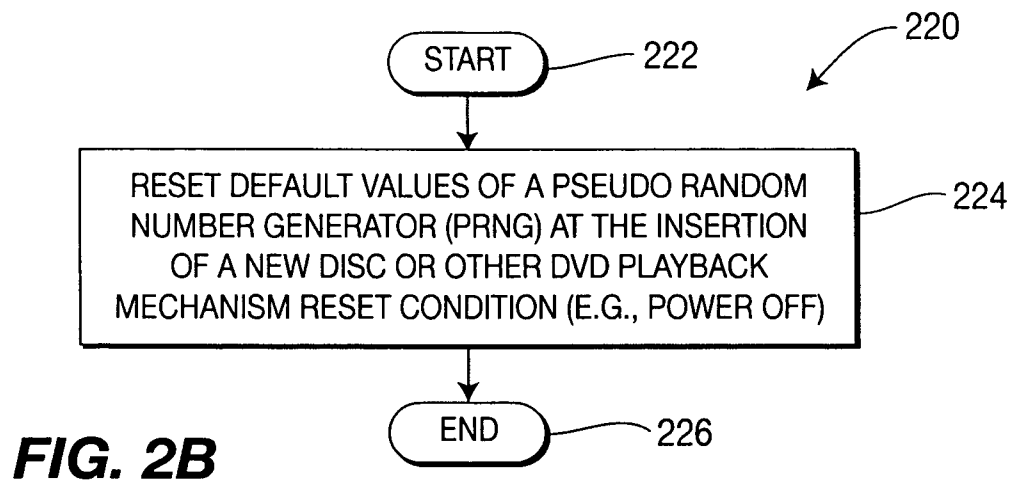 220
START
222
RESET DEFAULT VALUES OF A PSEUDO RANDOM
NUMBER GENERATOR (PRNG) AT THE INSERTION
OF A NEW DISC OR OTHER DVD PLAYBACK
MECHANISM RESET CONDITION (E.G., POWER OFF)
224
END
226
FIG. 2B